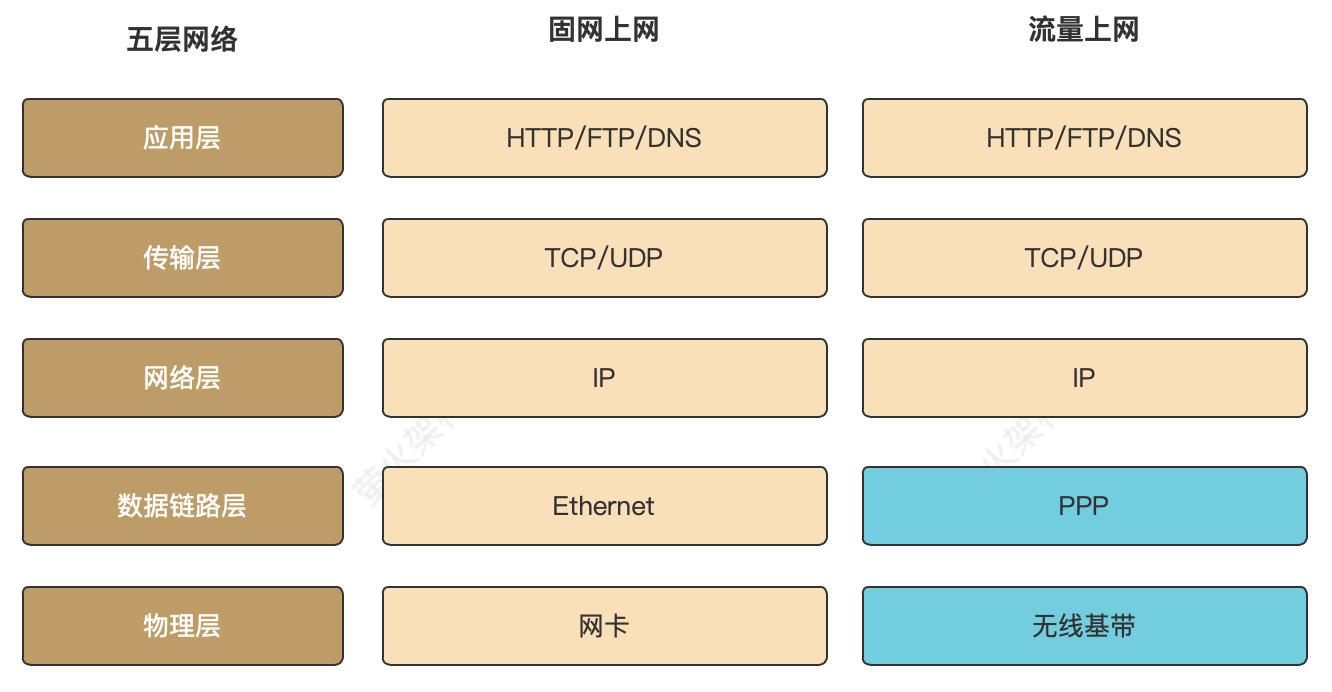 五层网络
固网上网
流量上网
应用层
HTTP/FTP/DNS
HTTP/FTP/DNS
传输层
TCP/UDP
TCP/UDP
网络层
IP
IP
萤火架
火架
数据链路层
Ethernet
PPP
物理层
网卡
无线基带